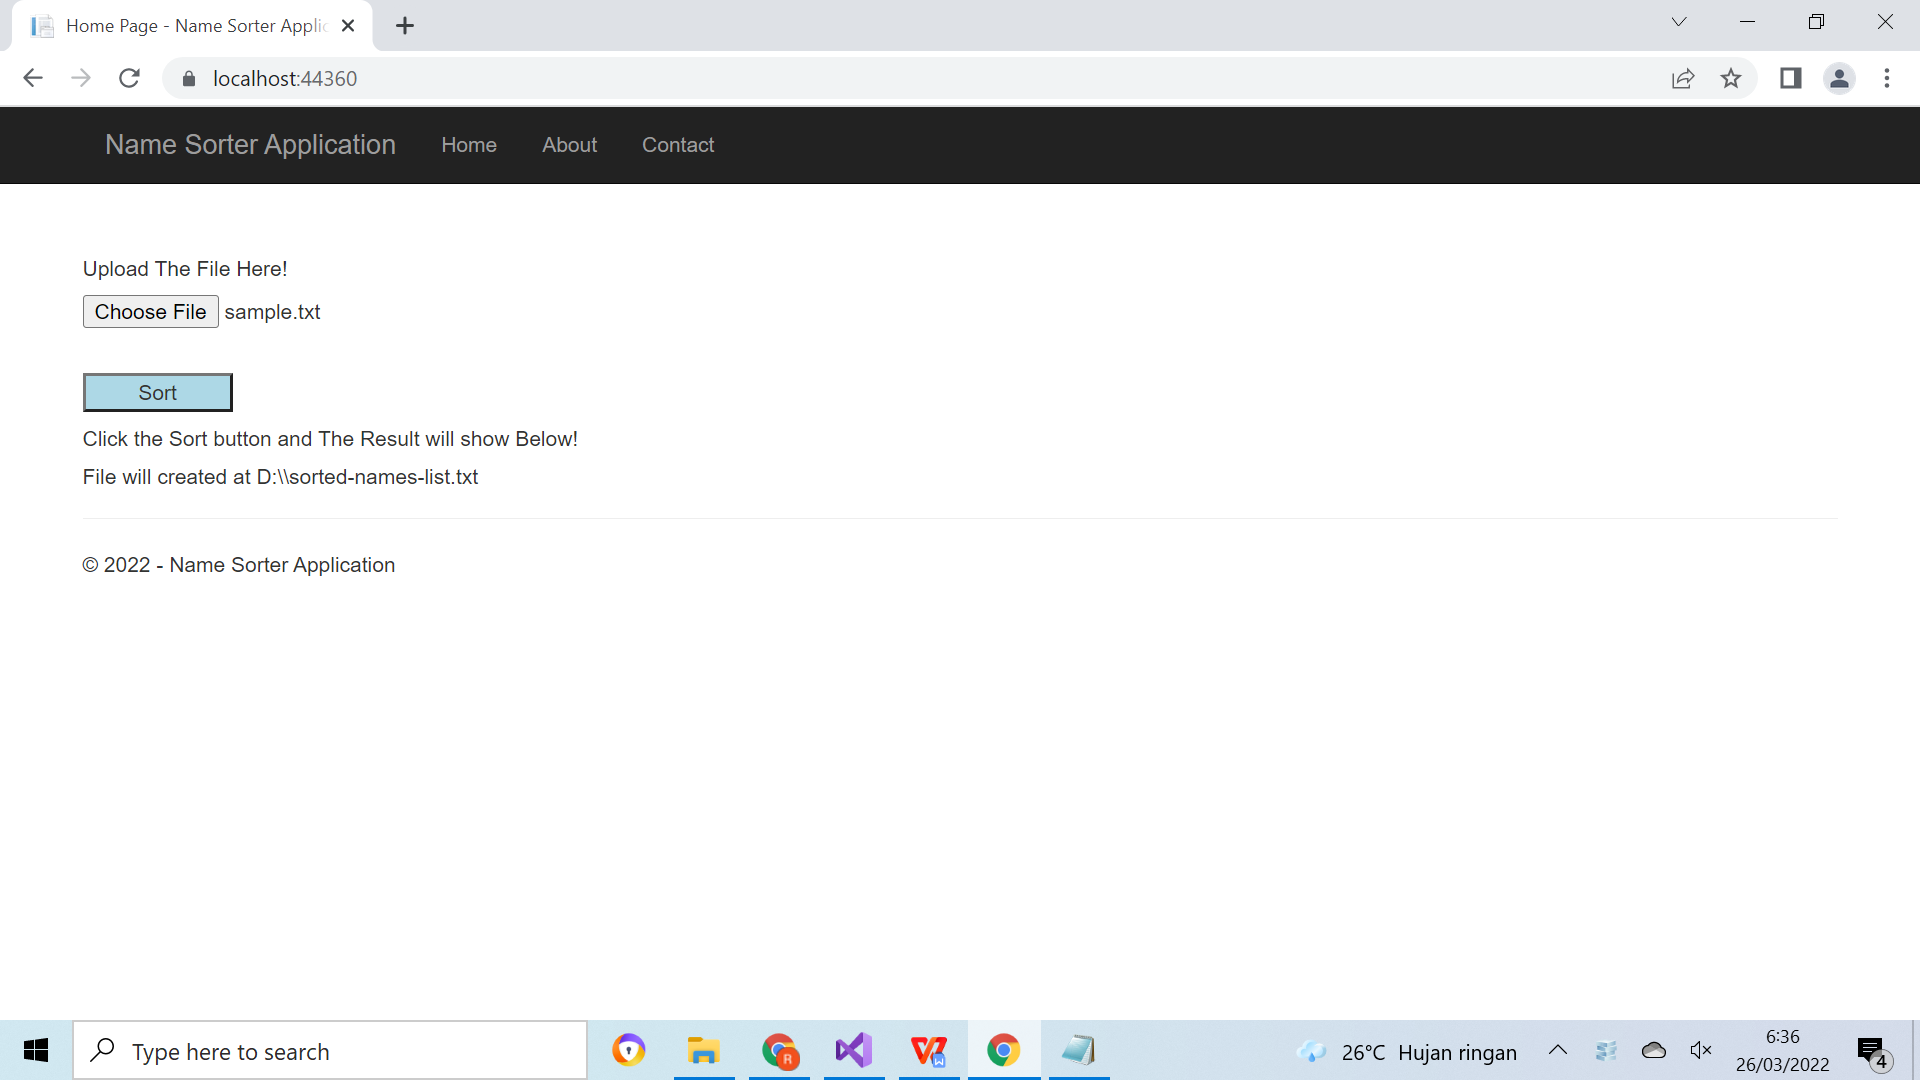 Home Page - Name Sorter Applic
localhost:44360
Name Sorter Application Home About Contact
Upload The File Here!
Choose File sample.txt
Sort
Click the Sort button and The Result will show Below!
File will created at D:\\sorted-names-list.txt
© 2022 - Name Sorter Application
Type here to search
R
W
26°C Hujan ringan
6:36
26/03/2022
4